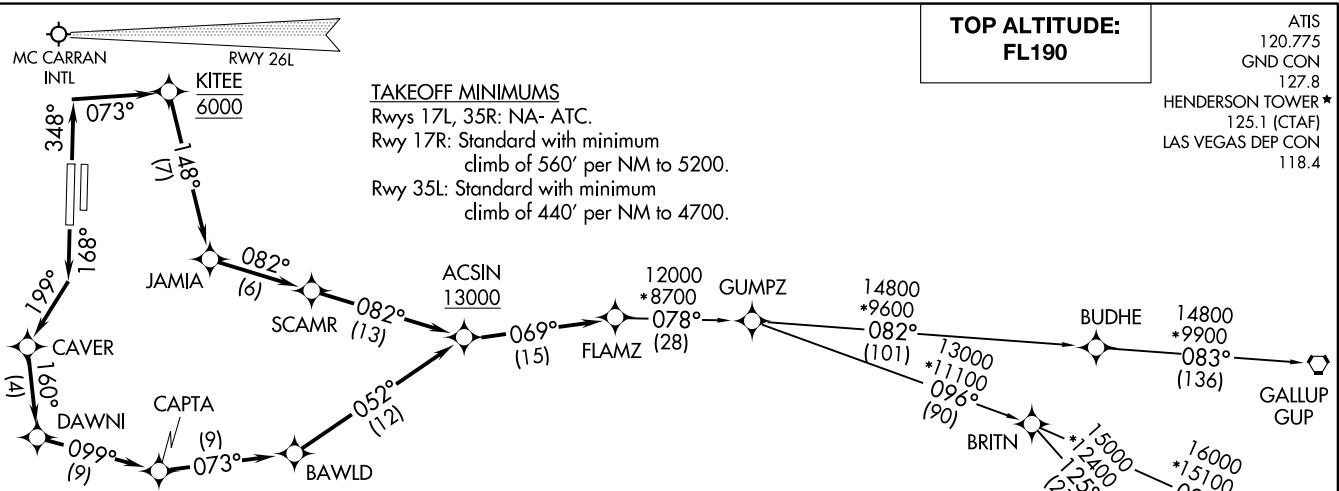 MC CARRAN
INTL
RWY 26L
TOP ALTITUDE:
FL190
ATIS
120.775
GND CON
127.8
HENDERSON TOWER★
125.1 (CTAF)
LAS VEGAS DEP CON
118.4
TAKEOFF MINIMUMS
Rwys 17L, 35R: NA- ATC.
Rwy 17R: Standard with minimum
climb of 560' per NM to 5200.
Rwy 35L: Standard with minimum
climb of 440' per NM to 4700.
KITEE
6000
348°
073°
148°
(7)
JAMIA
082°
(6)
SCAMR
082°
(13)
ACSIN
13000
069°
(15)
FLAMZ
12000
*8700
078°
(28)
GUMPZ
14800
*9600
082°
(101)
BUDHE
14800
*9900
083°
(136)
GALLUP
GUP
13000
*11100
096°
(90)
BRITN
15000
*12400
125°
16000
*15100
168°
199°
CAVER
160°
(4)
DAWNI
099°
(9)
CAPTA
(9)
073°
BAWLD
052°
(12)